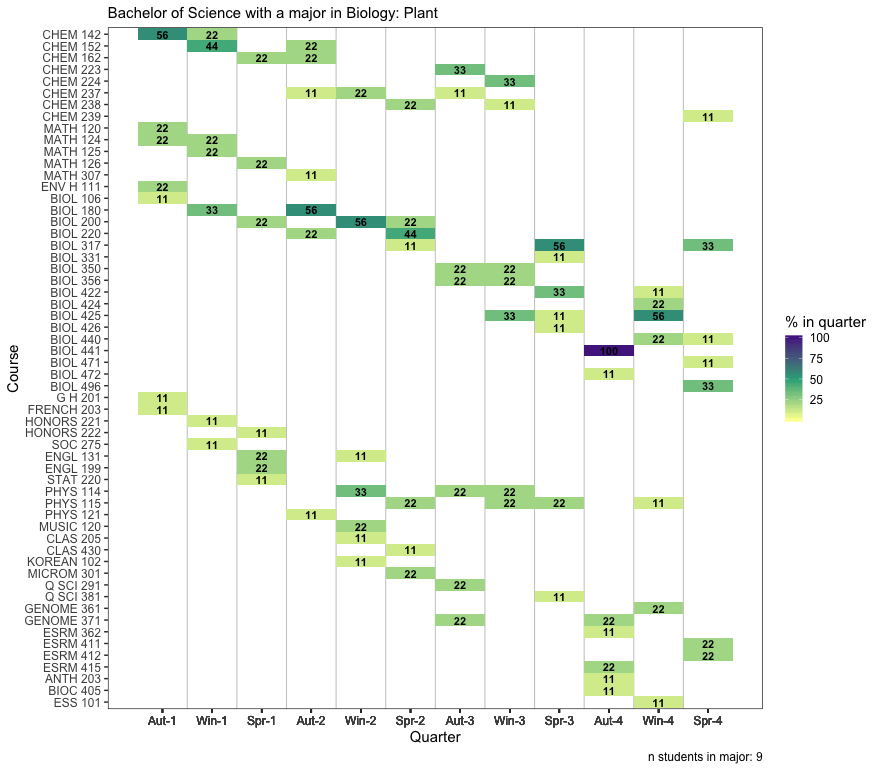 Bachelor of Science with a major in Biology: Plant
Course
CHEM 142 56 22
CHEM 152 44 22
CHEM 162 22 22
CHEM 223 33
CHEM 224 33
CHEM 237 11 22 11
CHEM 238 22 11
CHEM 239 11
MATH 120 22
MATH 124 22 22
MATH 125 22
MATH 126 22
MATH 307 11
ENV H 111 22
BIOL 106 11
BIOL 180 33 56
BIOL 200 22 56 22
BIOL 220 22 44
BIOL 317 11 56 33
BIOL 331 11
BIOL 350 22 22
BIOL 356 22 22
BIOL 422 33 11
BIOL 424 22
BIOL 425 33 11 56
BIOL 426 11
BIOL 440 22 11
BIOL 441 100
BIOL 471 11
BIOL 472 11
BIOL 496 33
G H 201 11
FRENCH 203 11
HONORS 221 11
HONORS 222 11
SOC 275 11
ENGL 131 22 11
ENGL 199 22
STAT 220 11
PHYS 114 33 22 22
PHYS 115 22 22 22 11
PHYS 121 11
MUSIC 120 22
CLAS 205 11
CLAS 430 11
KOREAN 102 11
MICROM 301 22
Q SCI 291 22
Q SCI 381 11
GENOME 361 22
GENOME 371 22 22
ESRM 362 11
ESRM 411 22
ESRM 412 22
ESRM 415 22
ANTH 203 11
BIOC 405 11
ESS 101 11
Aut-1 Win-1 Spr-1 Aut-2 Win-2 Spr-2 Aut-3 Win-3 Spr-3 Aut-4 Win-4 Spr-4
Quarter
% in quarter
100
75
50
25
n students in major: 9